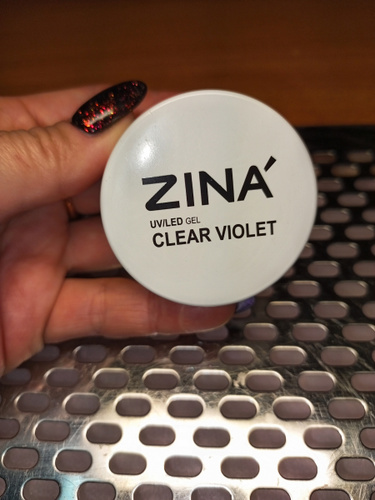 ZINÁ
UV/LED GEL
CLEAR VIOLET